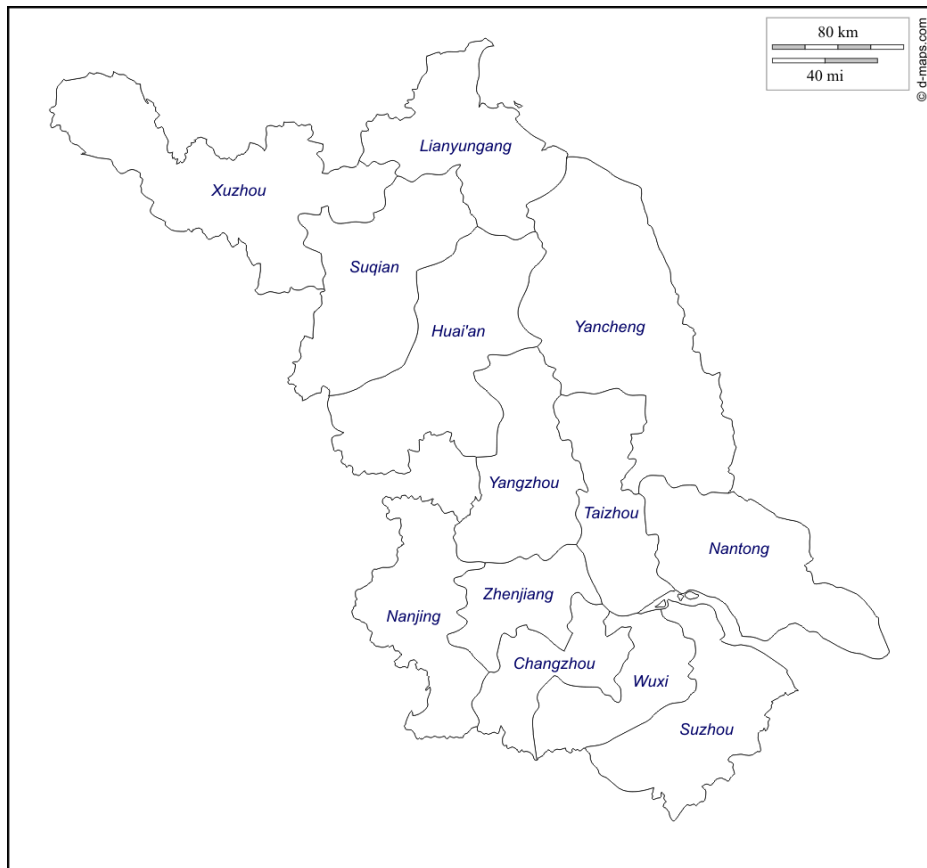 80 km
40 mi
© d-maps.com
Lianyungang
Xuzhou
Suqian
Huai'an
Yancheng
Yangzhou
Taizhou
Nantong
Zhenjiang
Nanjing
Changzhou
Wuxi
Suzhou